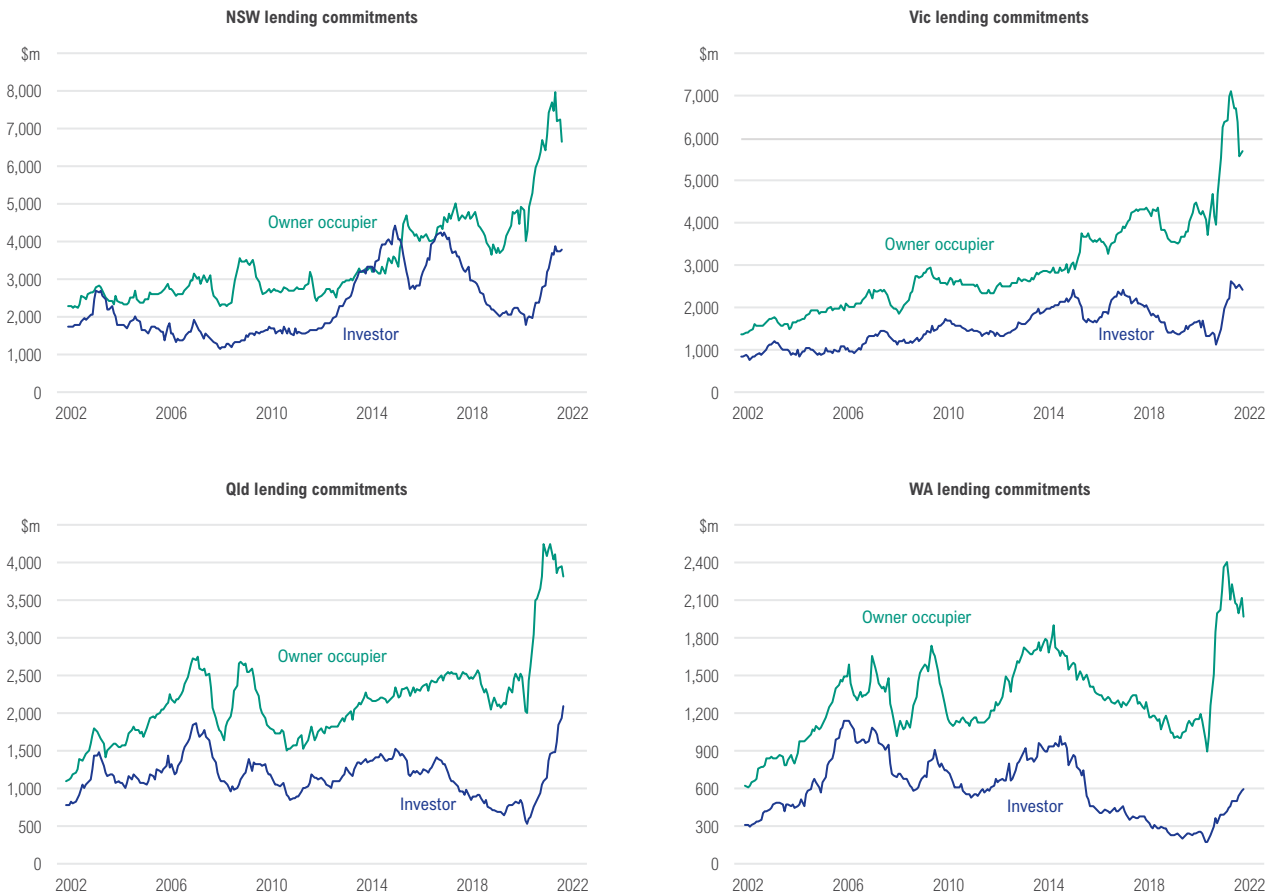 NSW lending commitments
$m
8,000
7,000
6,000
5,000
4,000
3,000
2,000
1,000
0
Owner occupier
Investor
2002 2006 2010 2014 2018 2022
Vic lending commitments
$m
7,000
6,000
5,000
4,000
3,000
2,000
1,000
0
Owner occupier
Investor
2002 2006 2010 2014 2018 2022
Qld lending commitments
$m
4,000
3,500
3,000
2,500
2,000
1,500
1,000
500
0
Owner occupier
Investor
2002 2006 2010 2014 2018 2022
WA lending commitments
$m
2,400
2,100
1,800
1,500
1,200
900
600
300
0
Owner occupier
Investor
2002 2006 2010 2014 2018 2022